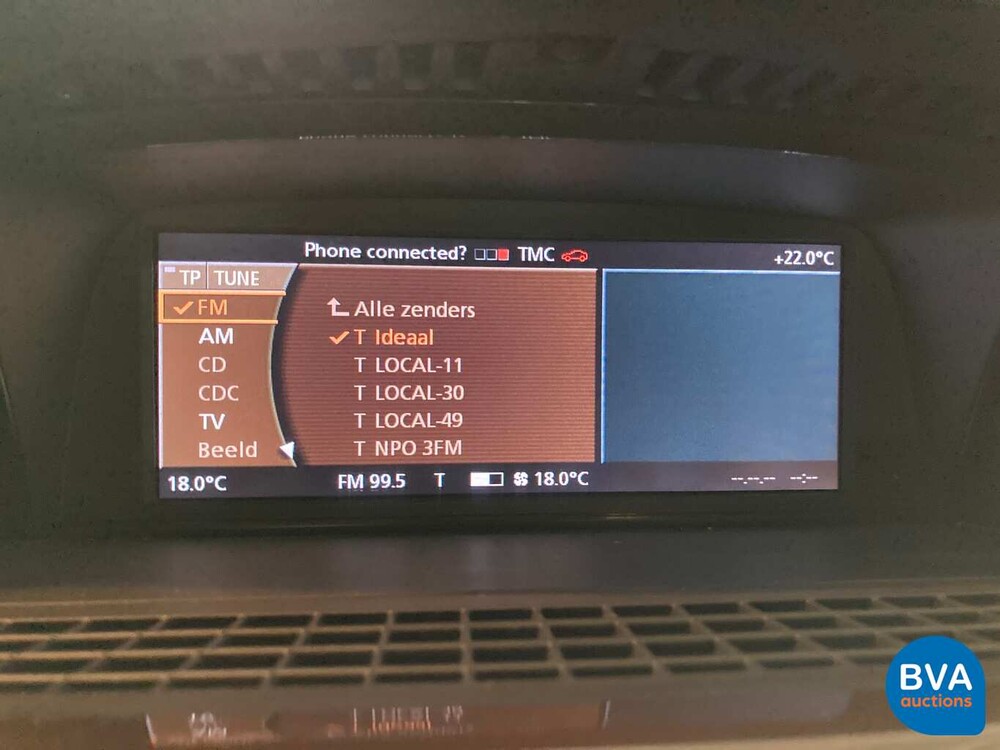 Phone connected? TMC +22.0°C
TP TUNE
FM
AM
CD
CDC
TV
Beeld
Alle zenders
T Ideaal
T LOCAL-11
T LOCAL-30
T LOCAL-49
T NPO 3FM
18.0°C FM 99.5 T 18.0°C --.--.-- --:--
BVA
auctions